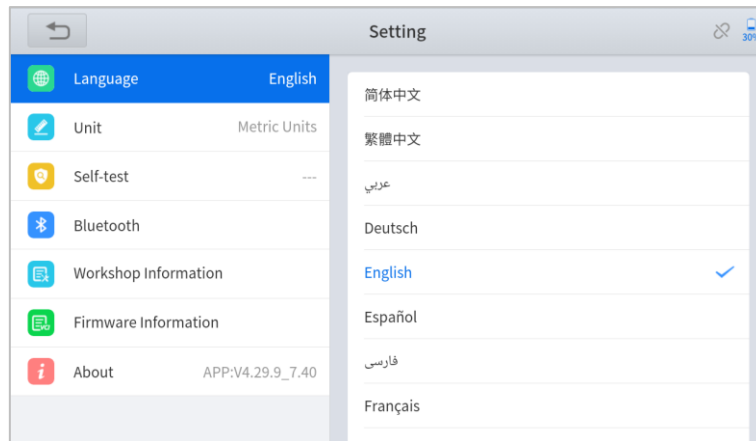 Setting
30%
Language English
Unit Metric Units
Self-test ---
Bluetooth
Workshop Information
Firmware Information
About APP:V4.29.9_7.40
简体中文
繁體中文
عربي
Deutsch
English
Español
فارسی
Français